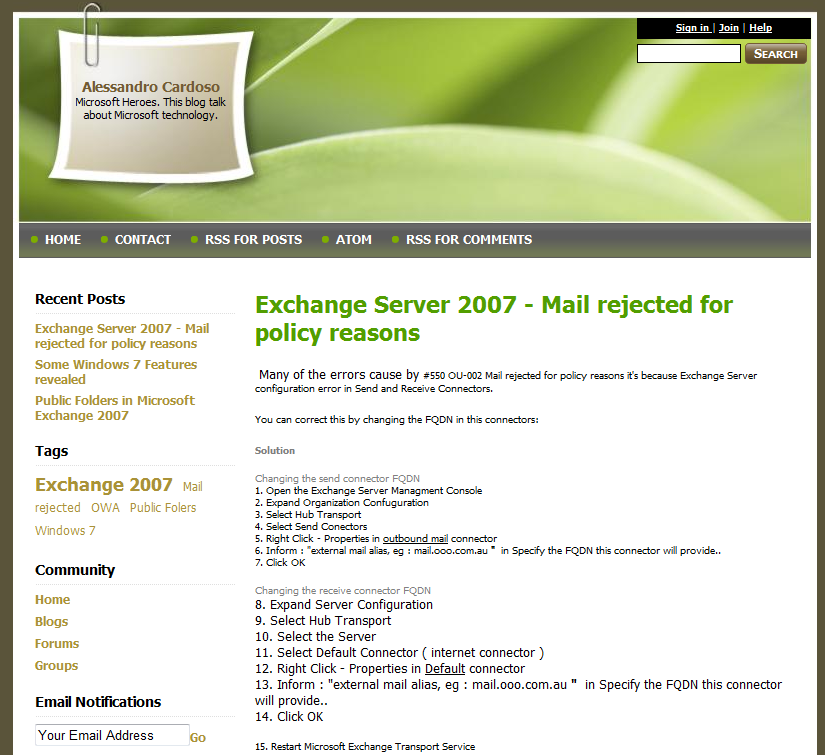 Sign in | Join | Help
SEARCH
Alessandro Cardoso
Microsoft Heroes. This blog talk
about Microsoft technology.
HOME
CONTACT
RSS FOR POSTS
ATOM
RSS FOR COMMENTS
Recent Posts
Exchange Server 2007 - Mail
rejected for policy reasons
Some Windows 7 Features
revealed
Public Folders in Microsoft
Exchange 2007
Tags
Exchange 2007 Mail
rejected OWA Public Folers
Windows 7
Community
Home
Blogs
Forums
Groups
Email Notifications
Your Email Address Go
Exchange Server 2007 - Mail rejected for
policy reasons
Many of the errors cause by #550 OU-002 Mail rejected for policy reasons it's because Exchange Server
configuration error in Send and Receive Connectors.
You can correct this by changing the FQDN in this connectors:
Solution
Changing the send connector FQDN
1. Open the Exchange Server Managment Console
2. Expand Organization Confuguration
3. Select Hub Transport
4. Select Send Conectors
5. Right Click - Properties in outbound mail connector
6. Inform : "external mail alias, eg : mail.ooo.com.au " in Specify the FQDN this connector will provide..
7. Click OK
Changing the receive connector FQDN
8. Expand Server Configuration
9. Select Hub Transport
10. Select the Server
11. Select Default Connector ( internet connector )
12. Right Click - Properties in Default connector
13. Inform : "external mail alias, eg : mail.ooo.com.au " in Specify the FQDN this connector
will provide..
14. Click OK
15. Restart Microsoft Exchange Transport Service